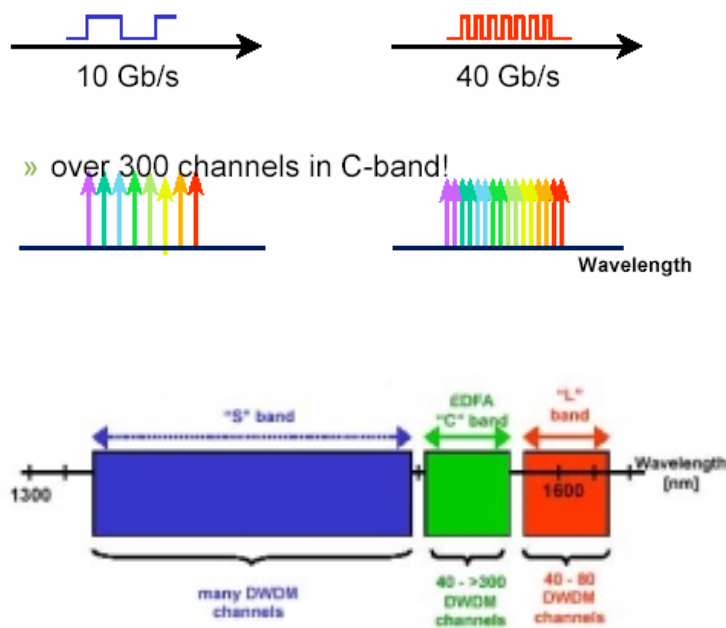 10 Gb/s
40 Gb/s
» over 300 channels in C-band!
Wavelength
"S" band
EDFA
"C" band
"L"
band
Wavelength
[nm]
1300
1600
many DWDM
channels
40 - >300
DWDM
channels
40 - 80
DWDM
channels